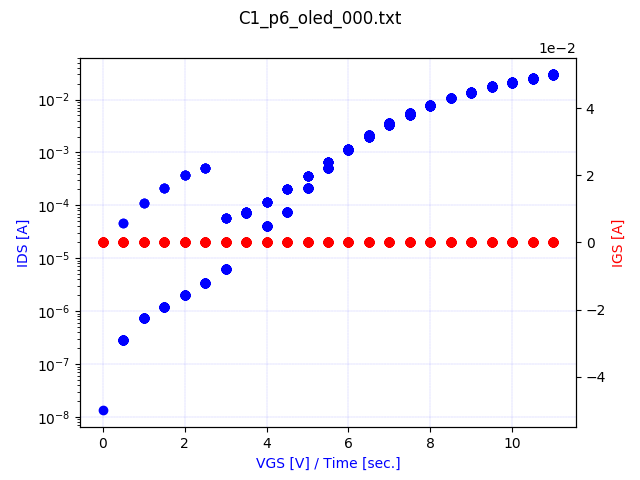 C1_p6_oled_000.txt
1e−2
10⁻²
10⁻³
10⁻⁴
10⁻⁵
10⁻⁶
10⁻⁷
10⁻⁸
IDS [A]
4
2
0
−2
−4
IGS [A]
0 2 4 6 8 10
VGS [V] / Time [sec.]